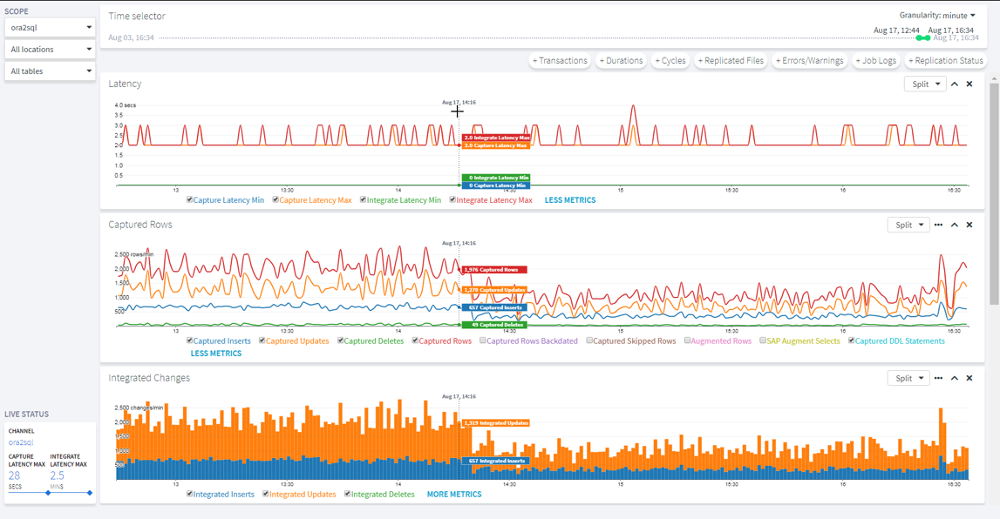 SCOPE
ora2sql
All locations
All tables
Time selector
Granularity: minute
Aug 17, 12:44 Aug 17, 16:34
Aug 03, 16:34
Aug 17, 16:34
+ Transactions + Durations + Cycles + Replicated Files + Errors/Warnings + Job Logs + Replication Status
Latency
Split
Aug 17, 14:16
4.0 secs
3.5
3.0
2.5
2.0
1.5
1.0
0.5
2.0 Integrate Latency Max
2.0 Capture Latency Max
0 Integrate Latency Min
0 Capture Latency Min
13 13:30 14 14:30 15 15:30 16 16:30
Capture Latency Min Capture Latency Max Integrate Latency Min Integrate Latency Max LESS METRICS
Captured Rows
Split
Aug 17, 14:16
2,500 rows/min
2,000
1,500
1,000
500
1,976 Captured Rows
1,270 Captured Updates
657 Captured Inserts
49 Captured Deletes
13 13:30 14 14:30 15 15:30 16 16:30
Captured Inserts Captured Updates Captured Deletes Captured Rows Captured Rows Backdated Captured Skipped Rows Augmented Rows SAP Augment Selects Captured DDL Statements
LESS METRICS
Integrated Changes
Split
Aug 17, 14:16
2,500 changes/min
2,000
1,500
1,000
500
1,319 Integrated Updates
657 Integrated Inserts
13 13:30 14 14:30 15 15:30 16 16:30
Integrated Inserts Integrated Updates Integrated Deletes MORE METRICS
LIVE STATUS
CHANNEL
ora2sql
CAPTURE LATENCY MAX
28
SECS
INTEGRATE LATENCY MAX
2.5
MINS